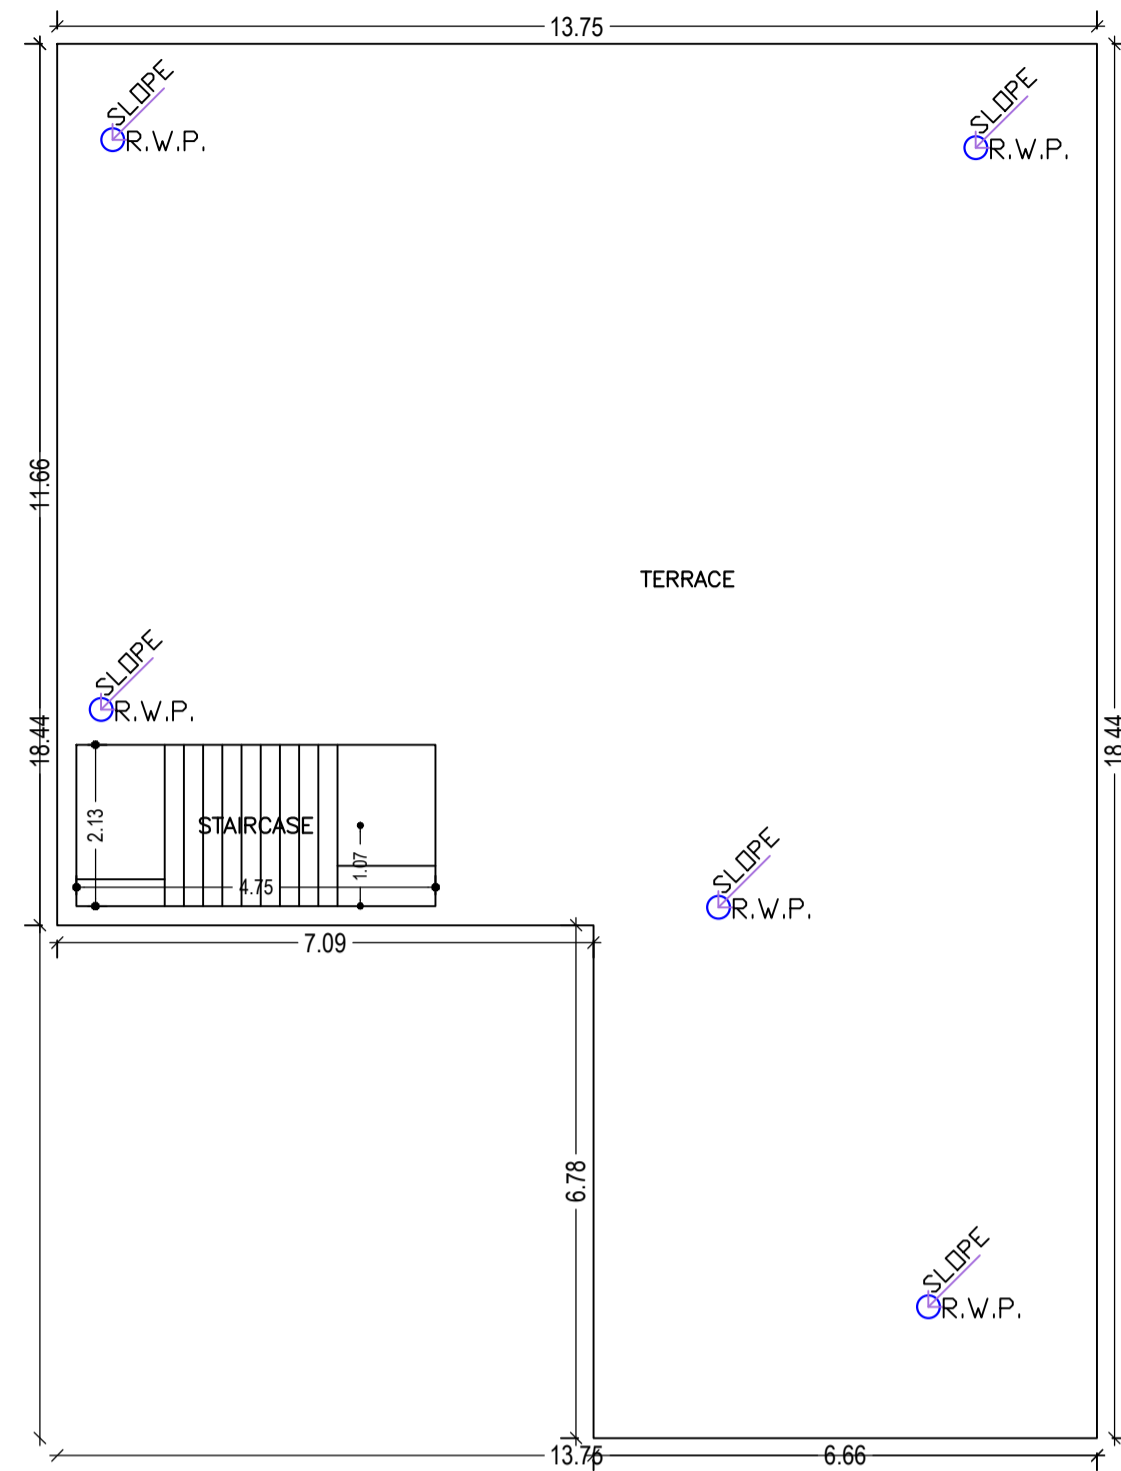 13.75
SLOPE
R.W.P.
SLOPE
R.W.P.
11.66
TERRACE
SLOPE
R.W.P.
18.44
18.44
2.13
STAIRCASE
1.07
4.75
SLOPE
R.W.P.
7.09
6.78
SLOPE
R.W.P.
13.75
6.66